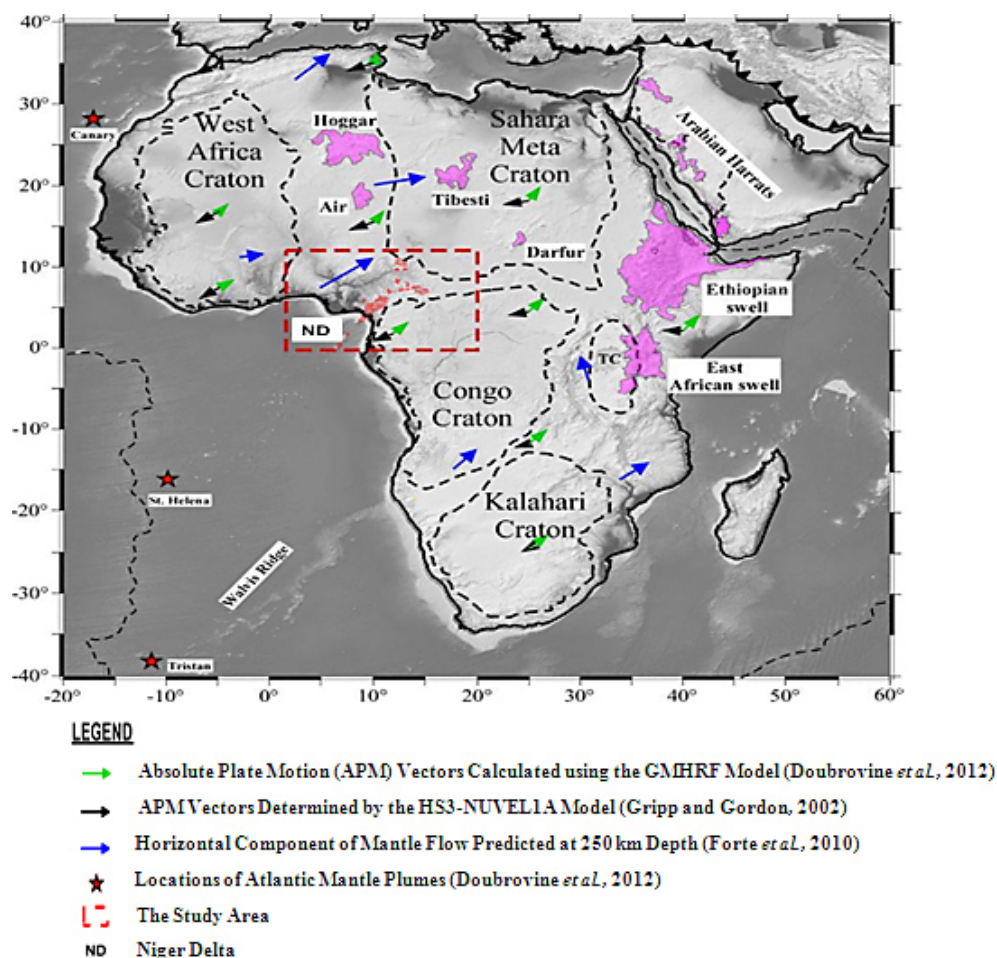 40°
30°
20°
10°
0°
-10°
-20°
-30°
-40°
-20°
-10°
0°
10°
20°
30°
40°
50°
60°
Canary
West
Africa
Craton
Hoggar
Sahara
Meta
Craton
Arabian Harrats
Air
Tibesti
Darfur
Ethiopian
swell
ND
TC
East
African swell
Congo
Craton
St. Helena
Kalahari
Craton
Walvis Ridge
Tristan
LEGEND
Absolute Plate Motion (APM) Vectors Calculated using the GMHRF Model (Doubrovine et al., 2012)
APM Vectors Determined by the HS3-NUVEL1A Model (Gripp and Gordon, 2002)
Horizontal Component of Mantle Flow Predicted at 250 km Depth (Forte et al., 2010)
Locations of Atlantic Mantle Plumes (Doubrovine et al., 2012)
The Study Area
ND Niger Delta